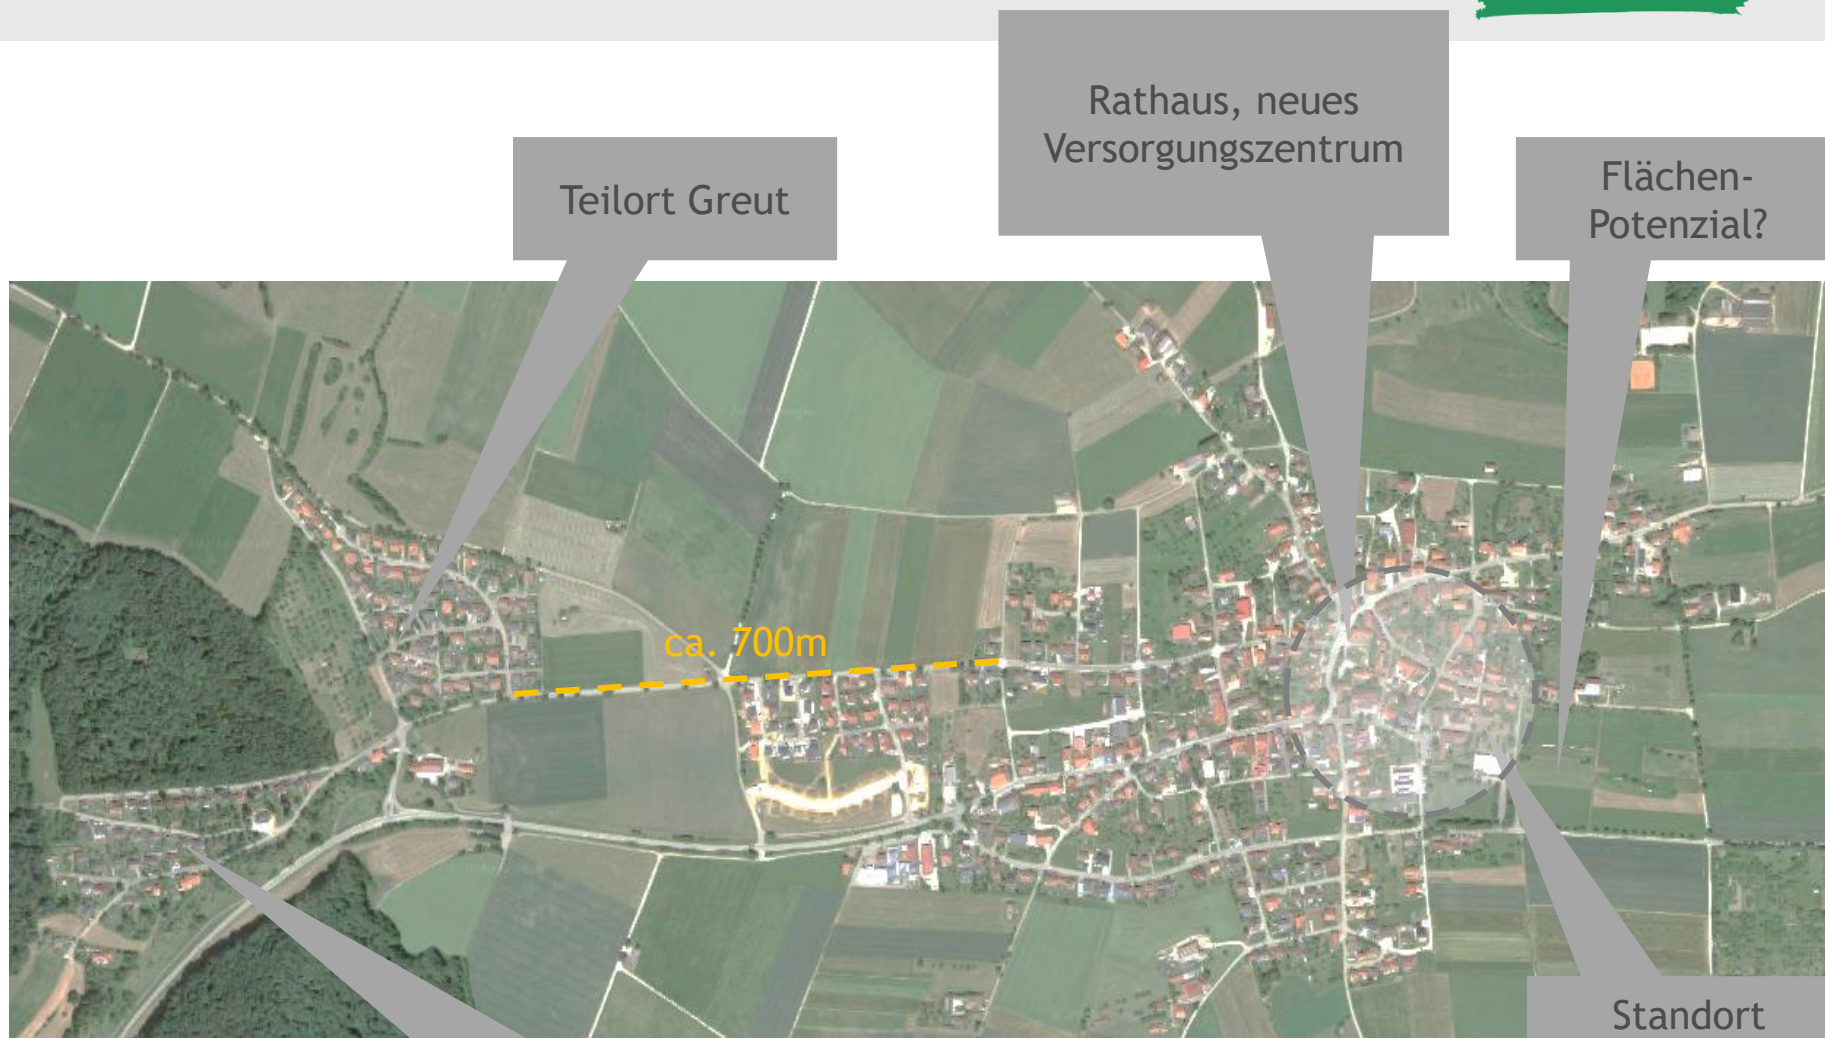 Rathaus, neues
Versorgungszentrum
Teilort Greut
Flächen-
Potenzial?
ca. 700m
Standort